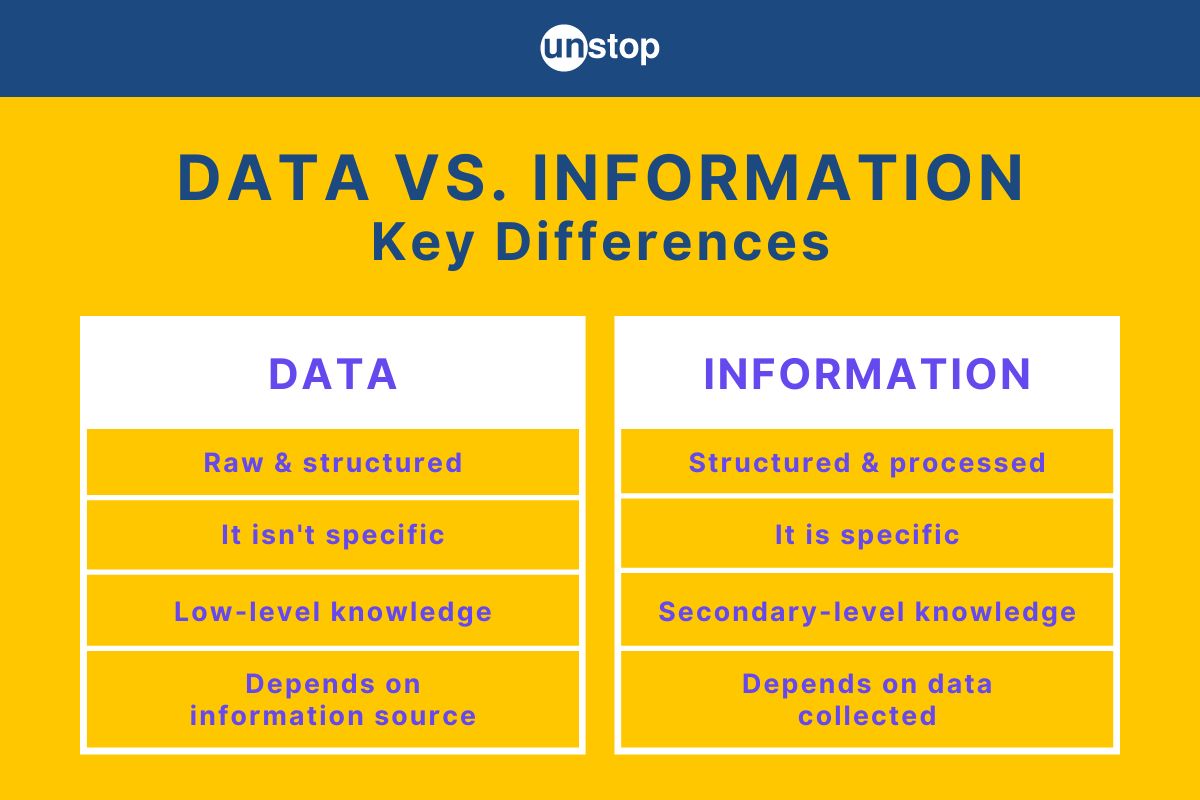 unstop
DATA VS. INFORMATION
Key Differences
DATA
Raw & structured
It isn't specific
Low-level knowledge
Depends on
information source
INFORMATION
Structured & processed
It is specific
Secondary-level knowledge
Depends on data
collected